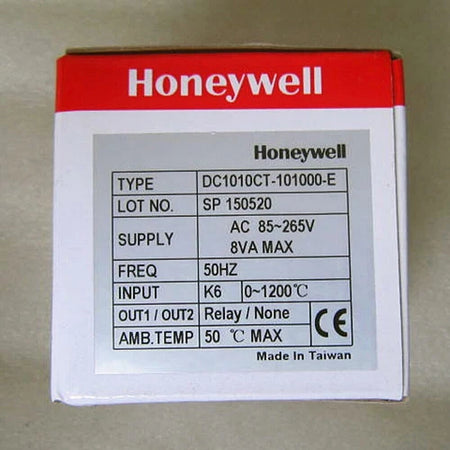 Honeywell
Honeywell
TYPE DC1010CT-101000-E
LOT NO. SP 150520
SUPPLY AC 85~265V
8VA MAX
FREQ 50HZ
INPUT K6 0~1200℃
OUT1 / OUT2 Relay / None
AMB.TEMP 50 ℃ MAX
CE
Made In Taiwan